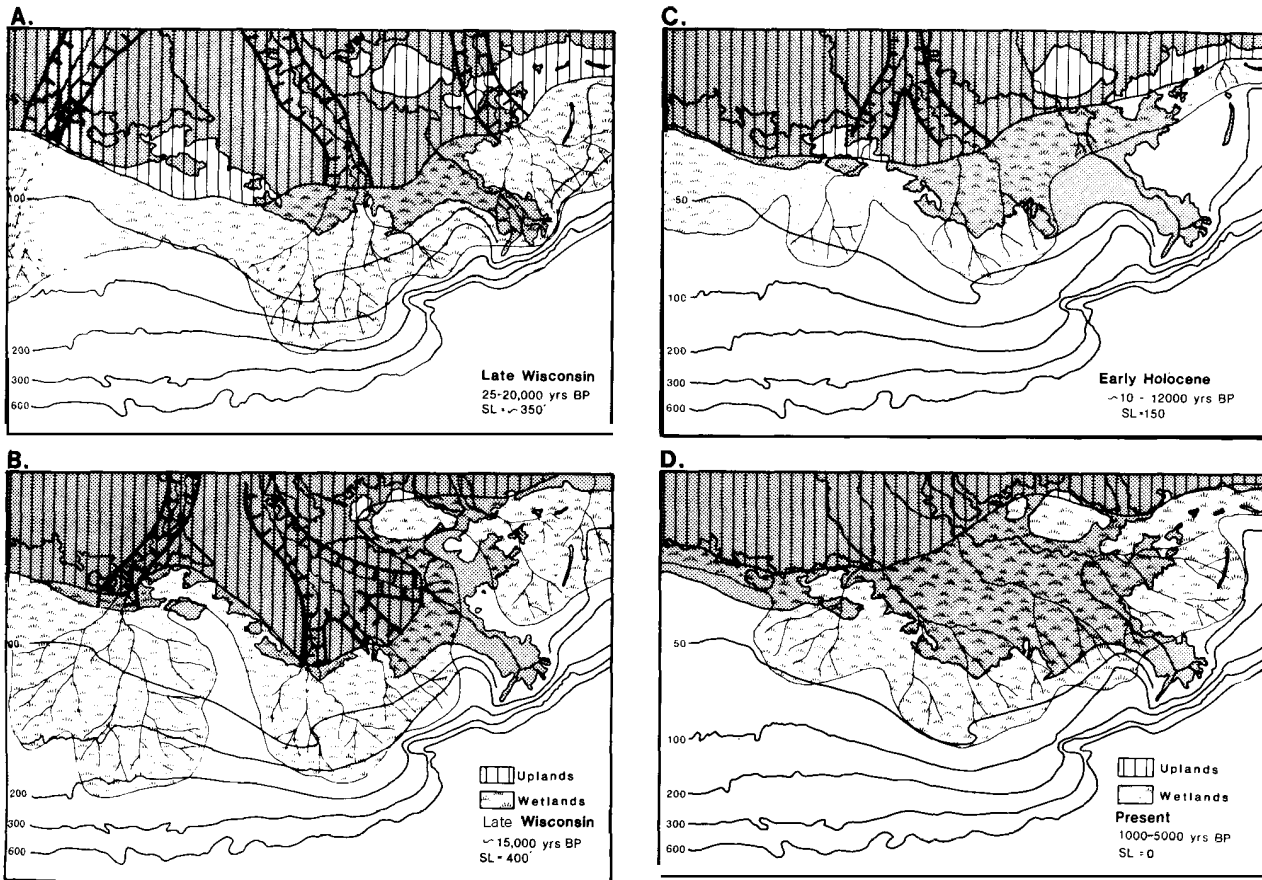 A.
100
200
300
600
Late Wisconsin
25-20,000 yrs BP
SL = ~ 350'
C.
50
100
200
300
600
Early Holocene
~10 - 12000 yrs BP
SL=150
B.
200
300
600
Uplands
Wetlands
Late Wisconsin
~ 15,000 yrs BP
SL = 400'
D.
50
100
200
300
600
Uplands
Wetlands
Present
1000-5000 yrs BP
SL = 0